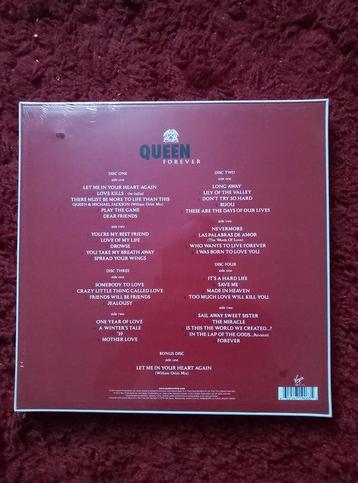 QUEEN
FOREVER
DISC ONE
side one
LET ME IN YOUR HEART AGAIN
LOVE KILLS - the ballad
THERE MUST BE MORE TO LIFE THAN THIS
QUEEN & MICHAEL JACKSON (William Orbit Mix)
PLAY THE GAME
DEAR FRIENDS
side two
YOU'RE MY BEST FRIEND
LOVE OF MY LIFE
DROWSE
YOU TAKE MY BREATH AWAY
SPREAD YOUR WINGS
DISC TWO
side one
LONG AWAY
LILY OF THE VALLEY
DON'T TRY SO HARD
BIJOU
THESE ARE THE DAYS OF OUR LIVES
side two
NEVERMORE
LAS PALABRAS DE AMOR
(The Words Of Love)
WHO WANTS TO LIVE FOREVER
I WAS BORN TO LOVE YOU
DISC THREE
side one
SOMEBODY TO LOVE
CRAZY LITTLE THING CALLED LOVE
FRIENDS WILL BE FRIENDS
JEALOUSY
side two
ONE YEAR OF LOVE
A WINTER'S TALE
'39
MOTHER LOVE
DISC FOUR
side one
IT'S A HARD LIFE
SAVE ME
MADE IN HEAVEN
TOO MUCH LOVE WILL KILL YOU
side two
SAIL AWAY SWEET SISTER
THE MIRACLE
IS THIS THE WORLD WE CREATED...?
IN THE LAP OF THE GODS...Revisited
FOREVER
BONUS DISC
side one
LET ME IN YOUR HEART AGAIN
(William Orbit Mix)
Virgin